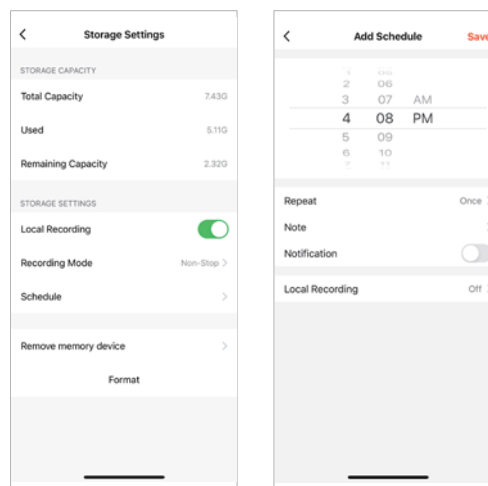 Storage Settings
STORAGE CAPACITY
Total Capacity 7.43G
Used 5.11G
Remaining Capacity 2.32G
STORAGE SETTINGS
Local Recording
Recording Mode Non-Stop >
Schedule >
Remove memory device >
Format
Add Schedule Save
2 06
3 07 AM
4 08 PM
5 09
6 10
Repeat Once
Note
Notification
Local Recording Off